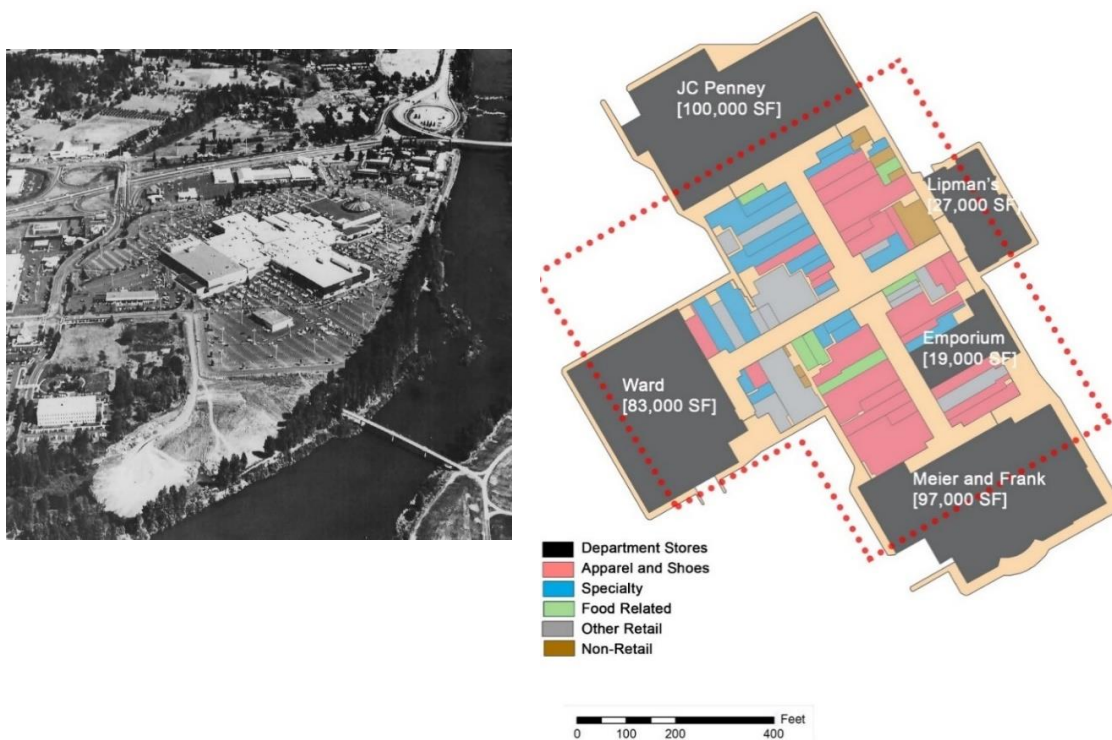 JC Penney
[100,000 SF]
Lipman's
[27,000 SF]
Emporium
[19,000 SF]
Ward
[83,000 SF]
Meier and Frank
[97,000 SF]
Department Stores
Apparel and Shoes
Specialty
Food Related
Other Retail
Non-Retail
Feet
0 100 200 400